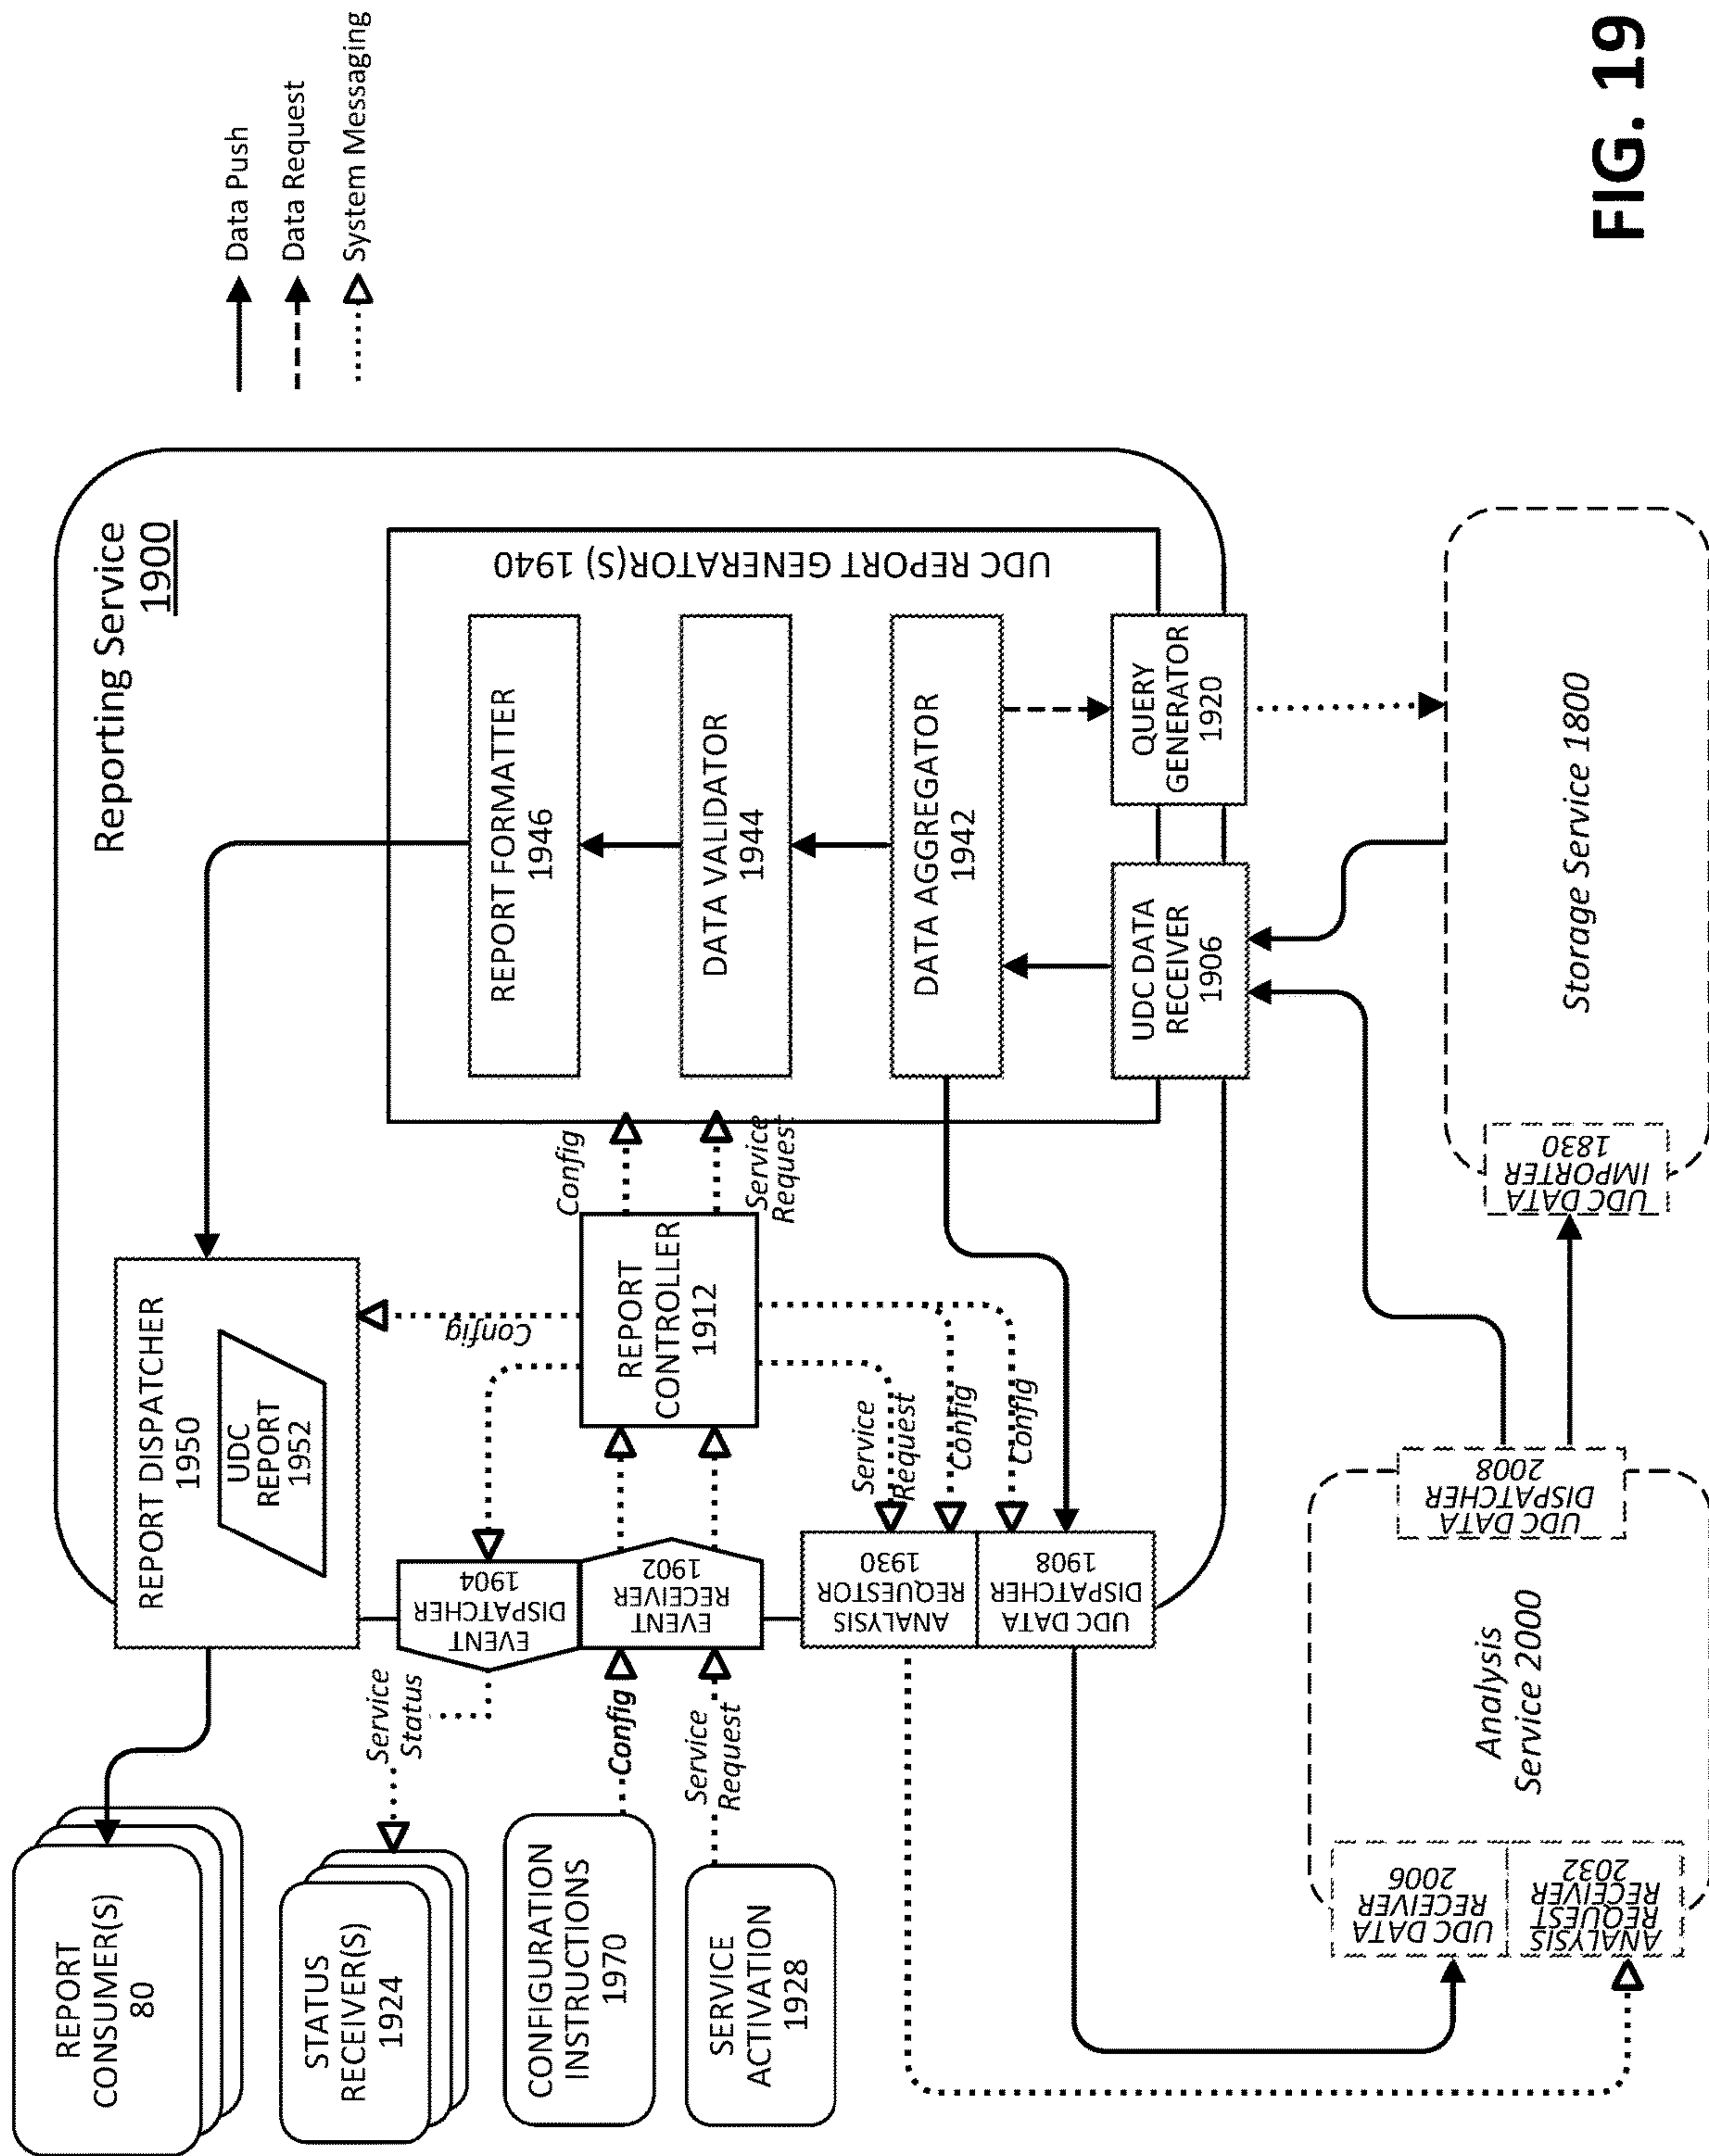 REPORT
CONSUMER(S)
80
STATUS
RECEIVER(S)
1924
CONFIGURATION
INSTRUCTIONS
1970
SERVICE
ACTIVATION
1928
Service
Status
Config
Service
Request
Reporting Service
1900
REPORT DISPATCHER
1950
UDC
REPORT
1952
EVENT
DISPATCHER
1904
EVENT
RECEIVER
1902
ANALYSIS
REQUESTOR
1930
UDC DATA
DISPATCHER
1908
Config
REPORT
CONTROLLER
1912
Service
Request
Config
Config
Config
Service
Request
UDC REPORT GENERATOR(S) 1940
REPORT FORMATTER
1946
DATA VALIDATOR
1944
DATA AGGREGATOR
1942
UDC DATA
RECEIVER
1906
QUERY
GENERATOR
1920
Analysis
Service 2000
UDC DATA
RECEIVER
2006
ANALYSIS
REQUEST
RECEIVER
2032
UDC DATA
DISPATCHER
2008
Storage Service 1800
UDC DATA
IMPORTER
1830
Data Push
Data Request
System Messaging
FIG. 19